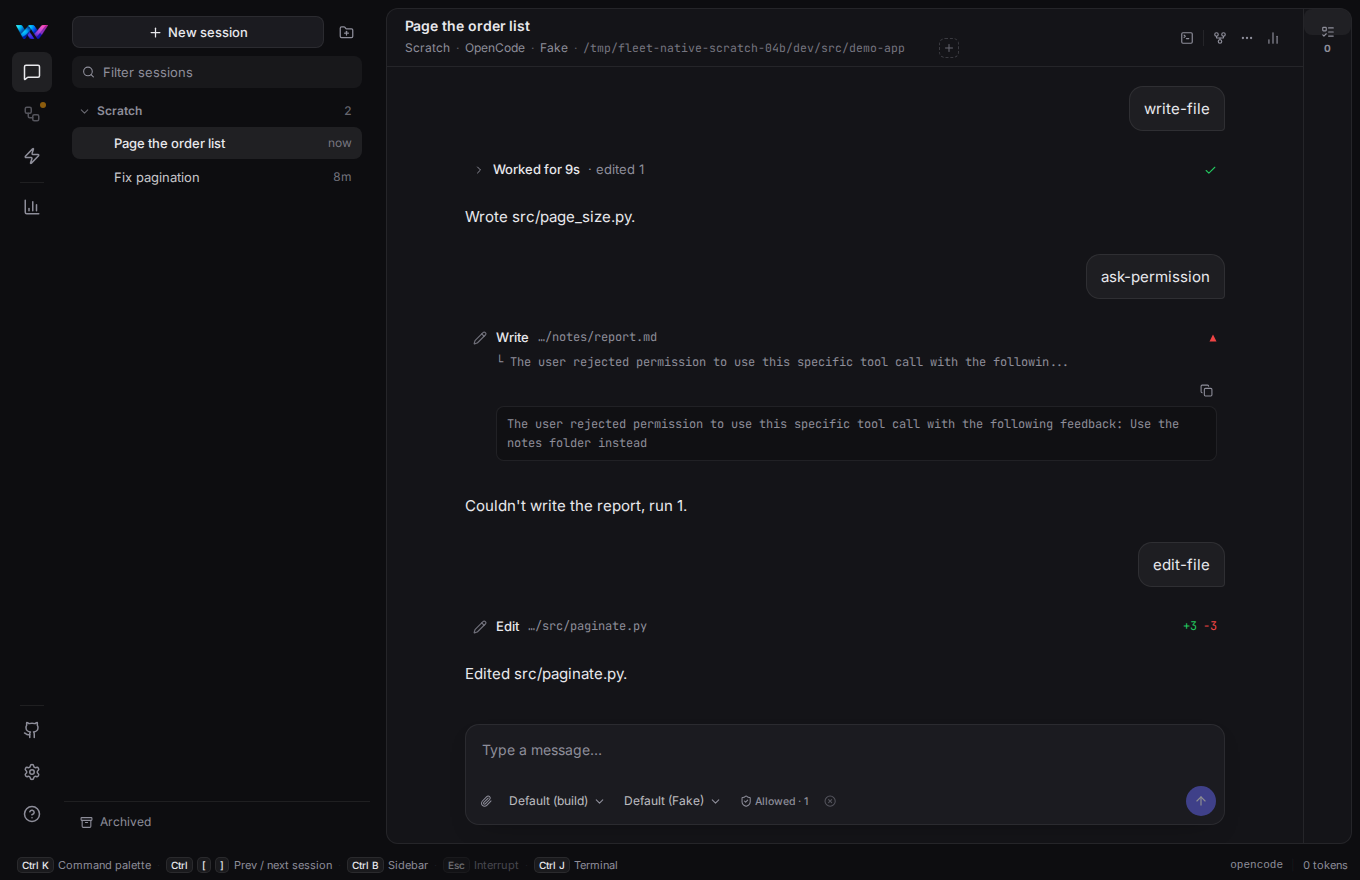 New session
Filter sessions
Scratch 2
Page the order list now
Fix pagination 8m
Archived
Page the order list
Scratch · OpenCode · Fake · /tmp/fleet-native-scratch-04b/dev/src/demo-app
0
write-file
Worked for 9s · edited 1
Wrote src/page_size.py.
ask-permission
Write …/notes/report.md
└ The user rejected permission to use this specific tool call with the followin...
The user rejected permission to use this specific tool call with the following feedback: Use the
notes folder instead
Couldn't write the report, run 1.
edit-file
Edit …/src/paginate.py +3 -3
Edited src/paginate.py.
Type a message...
Default (build) Default (Fake) Allowed · 1
Ctrl K Command palette Ctrl [ ] Prev / next session Ctrl B Sidebar Esc Interrupt Ctrl J Terminal opencode 0 tokens